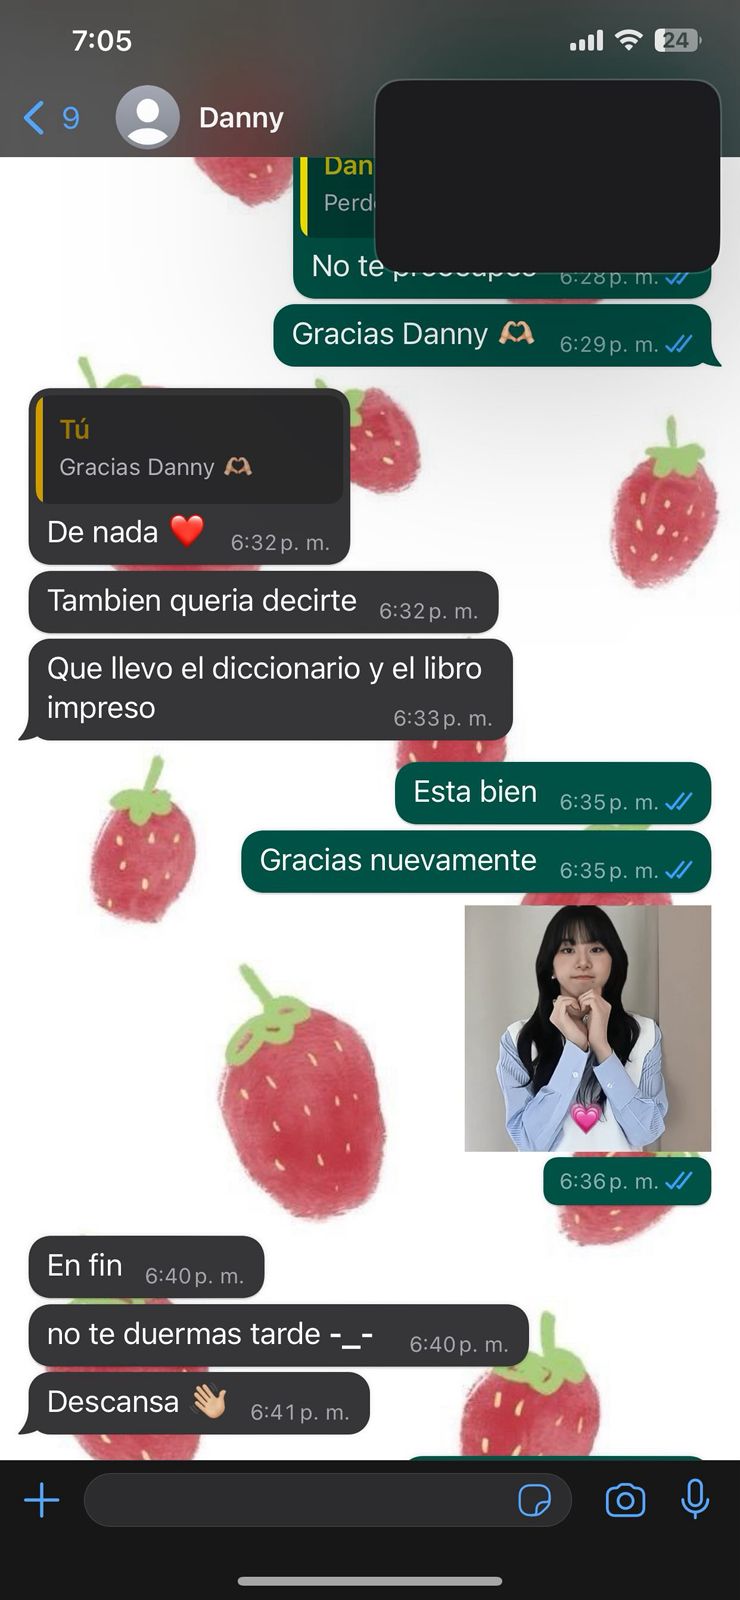 7:05
24
9
Danny
Dan
Perd
No te preocupes 6:28 p. m.
Gracias Danny 🫶🏼 6:29 p. m.
Tú
Gracias Danny 🫶🏼
De nada ❤️ 6:32 p. m.
Tambien queria decirte 6:32 p. m.
Que llevo el diccionario y el libro
impreso 6:33 p. m.
Esta bien 6:35 p. m.
Gracias nuevamente 6:35 p. m.
6:36 p. m.
En fin 6:40 p. m.
no te duermas tarde -_- 6:40 p. m.
Descansa 👋🏼 6:41 p. m.